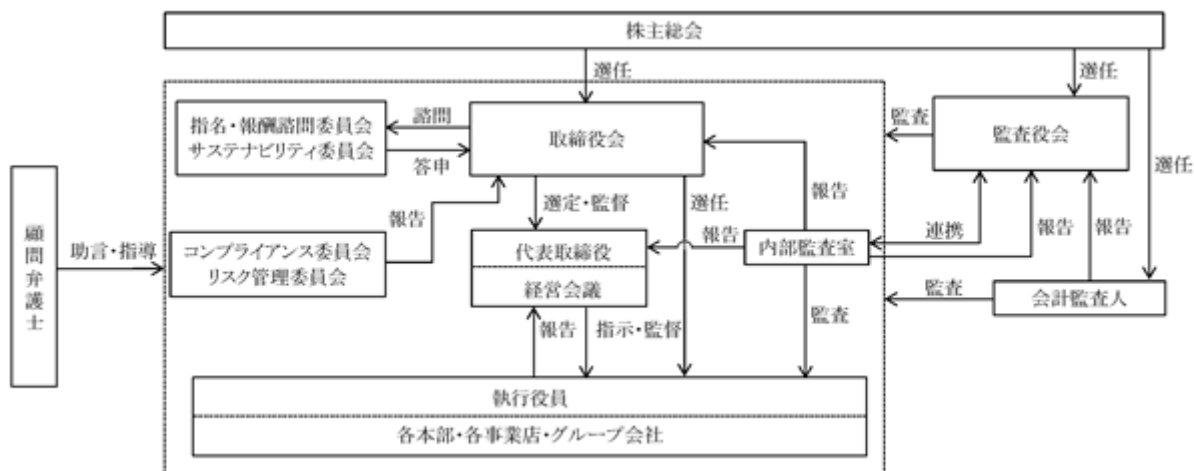 株主総会
選任
選任
選任
指名・報酬諮問委員会
サステナビリティ委員会
諮問
答申
取締役会
監査
監査役会
顧問弁護士
助言・指導
コンプライアンス委員会
リスク管理委員会
報告
選定・監督
選任
報告
代表取締役
経営会議
報告
内部監査室
連携
報告
報告
監査
会計監査人
報告
指示・監督
監査
執行役員
各本部・各事業店・グループ会社